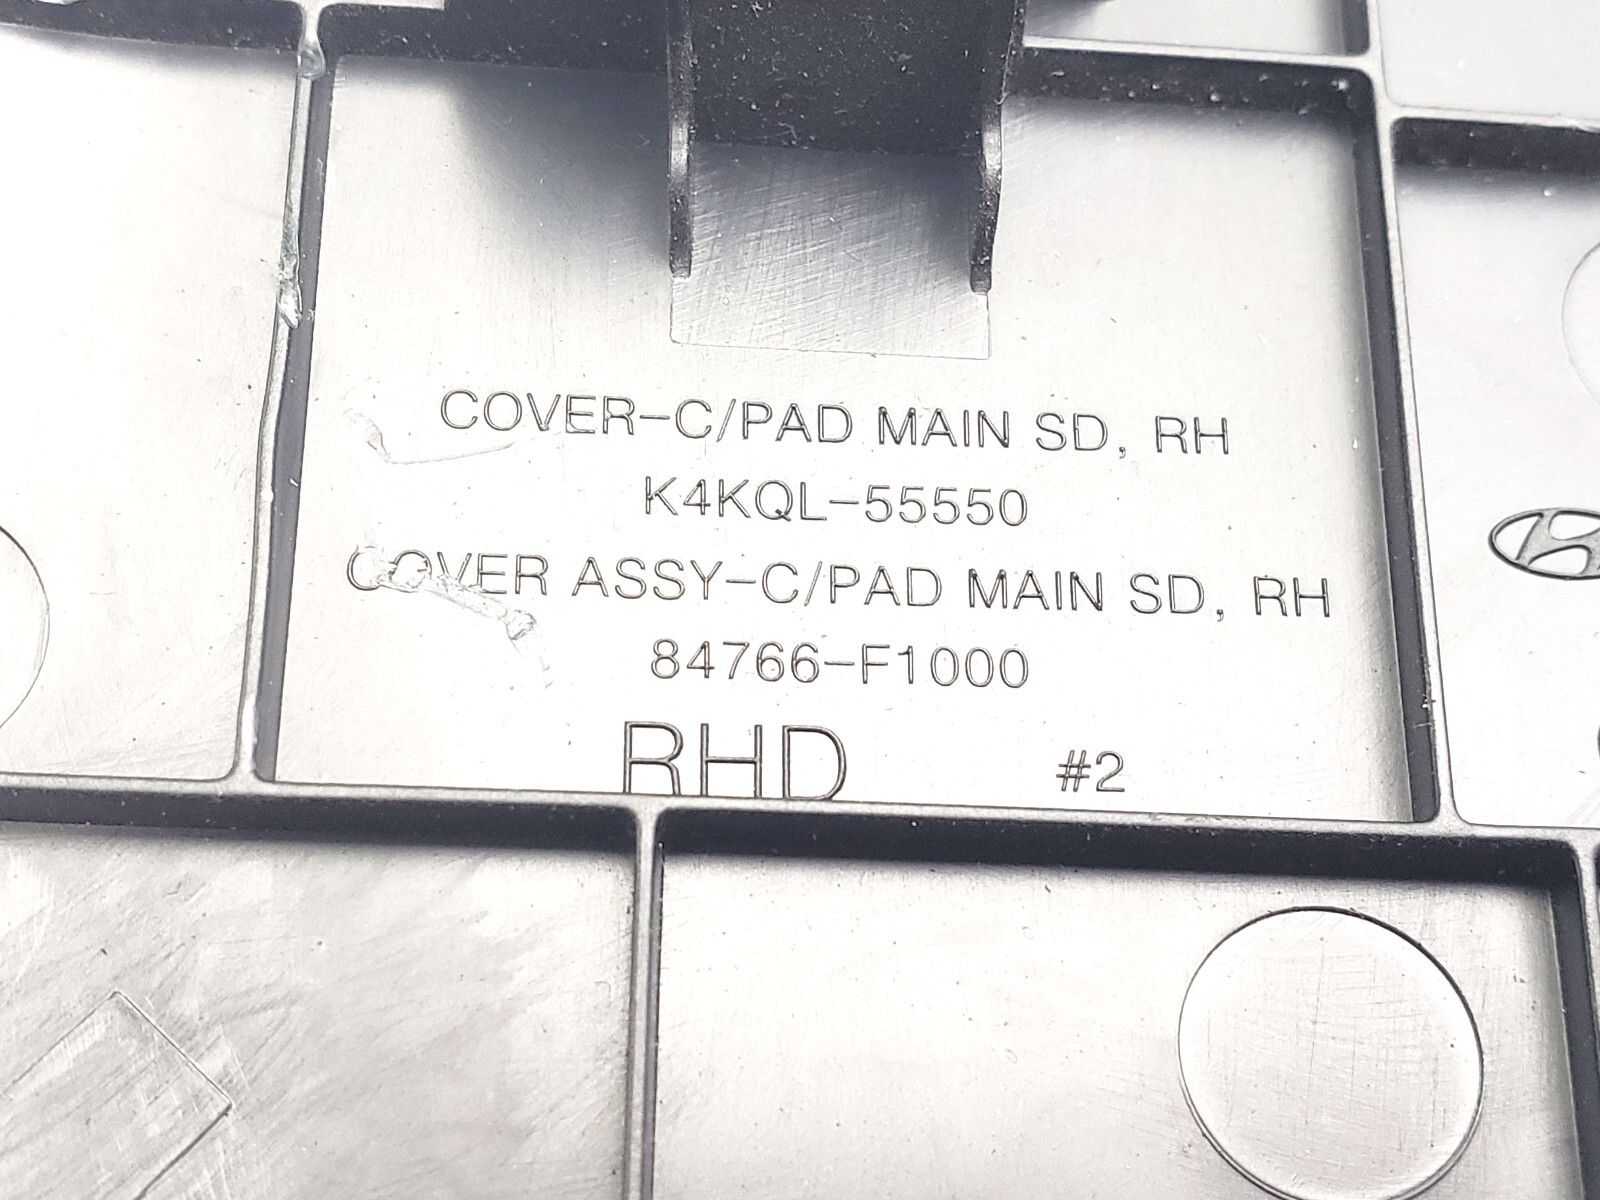 COVER-C/PAD MAIN SD, RH
K4KQL-55550
COVER ASSY-C/PAD MAIN SD, RH
84766-F1000
RHD #2